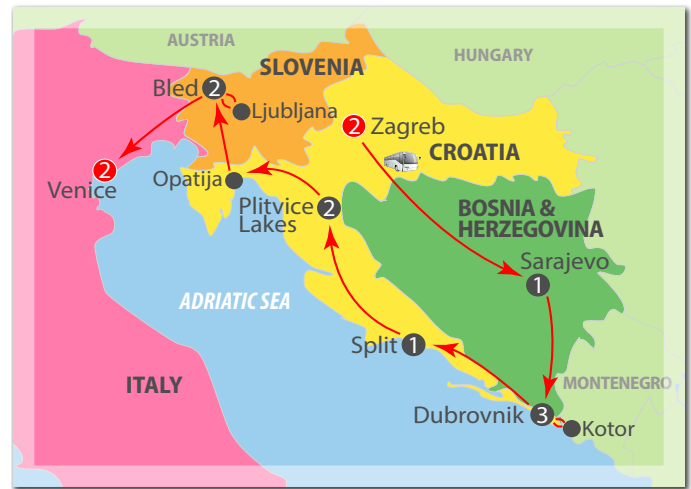 AUSTRIA
HUNGARY
SLOVENIA
Bled 2
Ljubljana
2 Zagreb
CROATIA
2
Venice
Opatija
Plitvice 2
Lakes
BOSNIA &
HERZEGOVINA
Sarajevo
1
ADRIATIC SEA
Split 1
ITALY
MONTENEGRO
Dubrovnik 3
Kotor